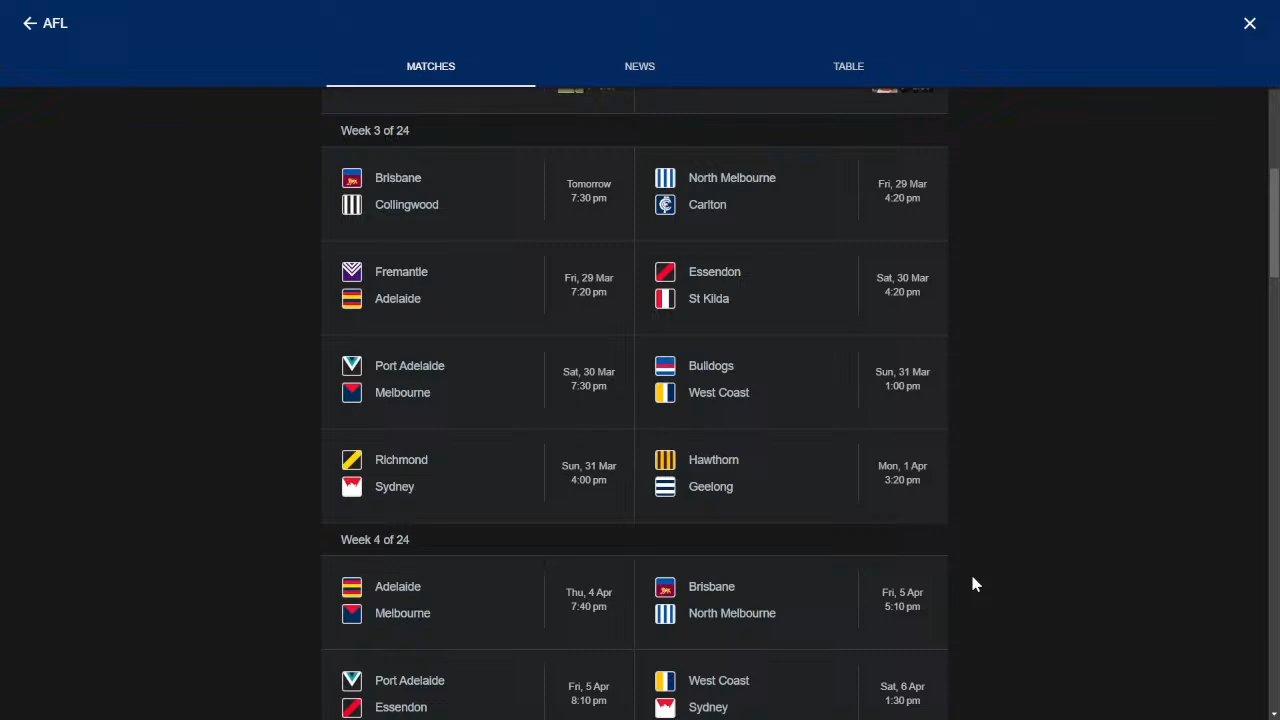 AFL
MATCHES
NEWS
TABLE
Week 3 of 24
Brisbane
Collingwood
Tomorrow
7:30 pm
North Melbourne
Carlton
Fri, 29 Mar
4:20 pm
Fremantle
Adelaide
Fri, 29 Mar
7:20 pm
Essendon
St Kilda
Sat, 30 Mar
4:20 pm
Port Adelaide
Melbourne
Sat, 30 Mar
7:30 pm
Bulldogs
West Coast
Sun, 31 Mar
1:00 pm
Richmond
Sydney
Sun, 31 Mar
4:00 pm
Hawthorn
Geelong
Mon, 1 Apr
3:20 pm
Week 4 of 24
Adelaide
Melbourne
Thu, 4 Apr
7:40 pm
Brisbane
North Melbourne
Fri, 5 Apr
5:10 pm
Port Adelaide
Essendon
Fri, 5 Apr
8:10 pm
West Coast
Sydney
Sat, 6 Apr
1:30 pm